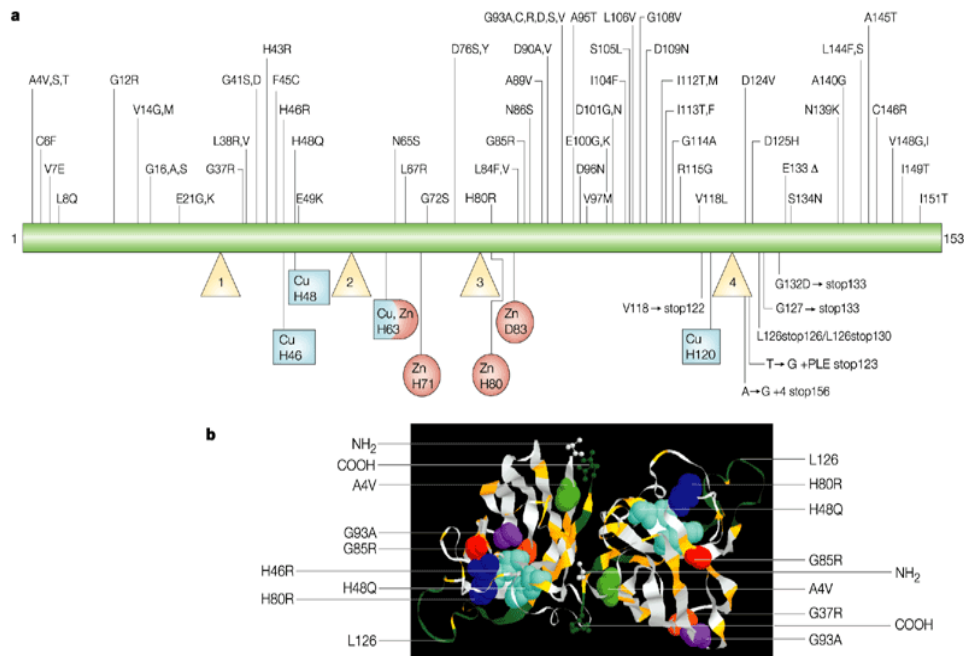 a
G93A,C,R,D,S,V
A95T
L106V
G108V
A145T
H43R
D76S,Y
D90A,V
S105L
D109N
L144F,S
A4V,S,T
G12R
G41S,D
F45C
A89V
I104F
I112T,M
D124V
A140G
V14G,M
H46R
N86S
D101G,N
I113T,F
N139K
C146R
C6F
L38R,V
H48Q
N65S
G85R
E100G,K
G114A
D125H
V148G,I
V7E
G16,A,S
G37R
L67R
L84F,V
D96N
R115G
E133 Δ
I149T
L8Q
E21G,K
E49K
G72S
H80R
V97M
V118L
S134N
I151T
1
153
1
2
3
4
Cu
H48
Cu
H46
Cu, Zn
H63
Zn
H71
Zn
H80
Zn
D83
Cu
H120
V118→stop122
G132D→ stop133
G127→ stop133
L126stop126/L126stop130
T→ G +PLE stop123
A→G +4 stop156
b
NH2
COOH
A4V
G93A
G85R
H46R
H48Q
H80R
L126
L126
H80R
H48Q
G85R
NH2
A4V
G37R
COOH
G93A